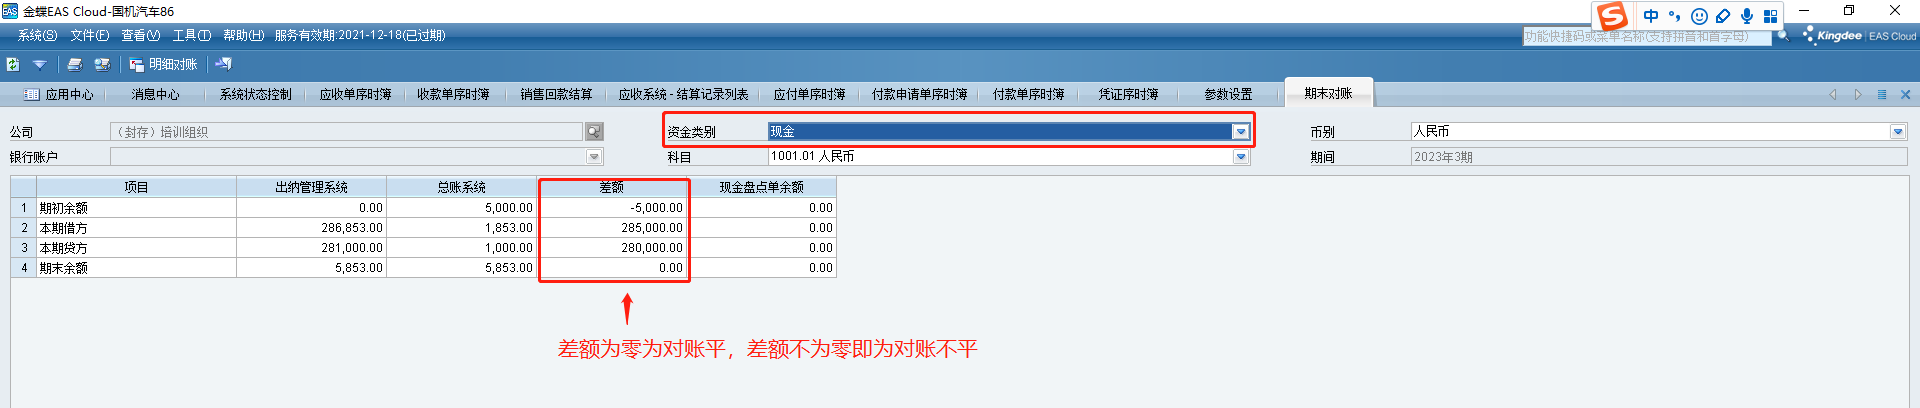 金蝶EAS Cloud-国机汽车86
中
系统(S) 文件(F) 查看(V) 工具(T) 帮助(H) 服务有效期:2021-12-18(已过期)
功能快捷码或菜单名称(支持拼音和首字母)
Kingdee EAS Cloud
明细对账
应用中心 消息中心 系统状态控制 应收单序时簿 收款单序时簿 销售回款结算 应收系统 - 结算记录列表 应付单序时簿 付款申请单序时簿 付款单序时簿 凭证序时簿 参数设置 期末对账
公司 （封存）培训组织 资金类别 现金 币别 人民币
银行账户 科目 1001.01 人民币 期间 2023年3期
项目 出纳管理系统 总账系统 差额 现金盘点单余额
1 期初余额 0.00 5,000.00 -5,000.00 0.00
2 本期借方 286,853.00 1,853.00 285,000.00 0.00
3 本期贷方 281,000.00 1,000.00 280,000.00 0.00
4 期末余额 5,853.00 5,853.00 0.00 0.00
差额为零为对账平，差额不为零即为对账不平